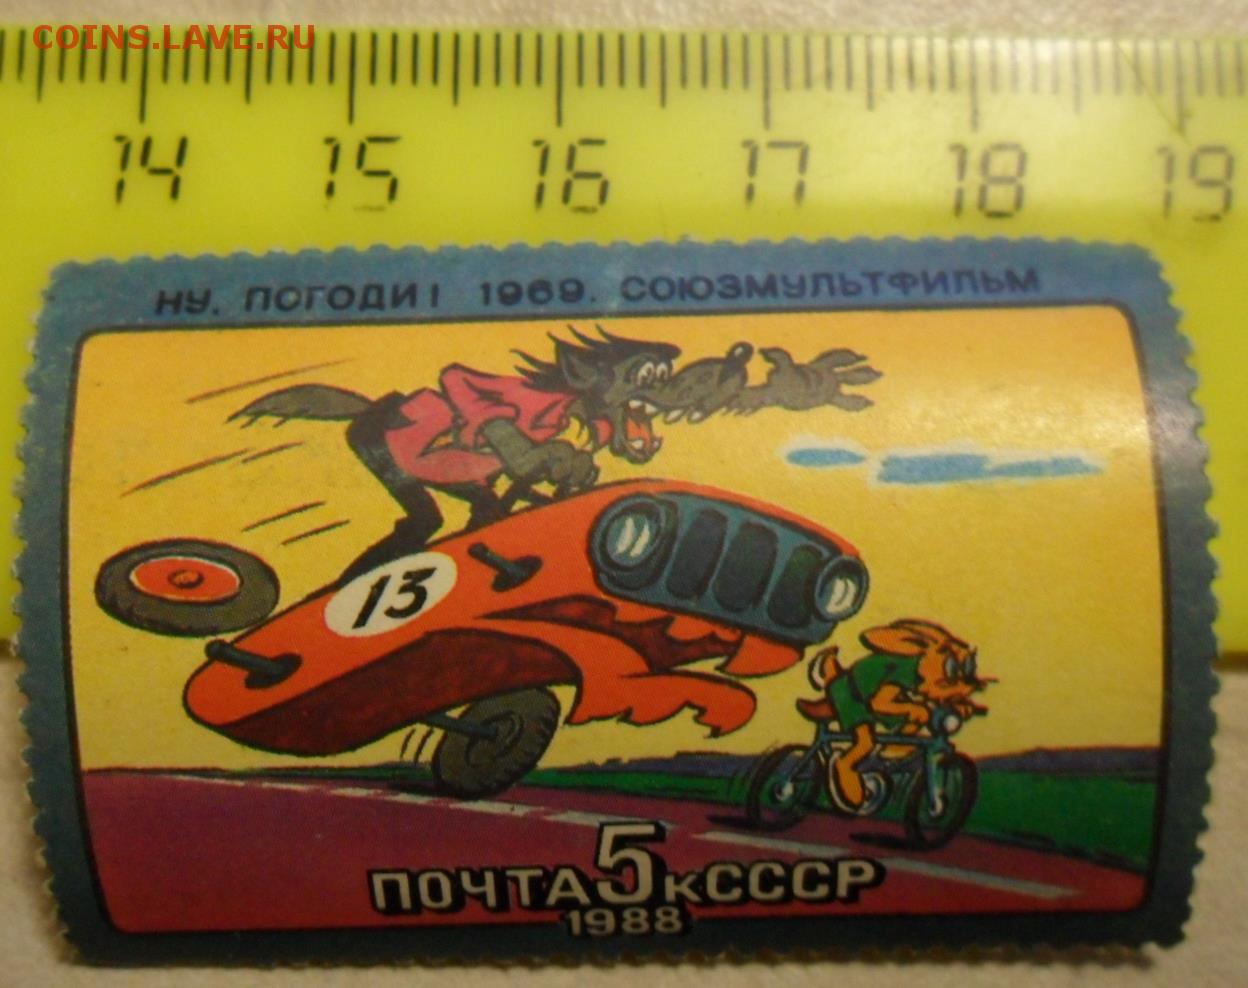 COINS.LAVE.RU
14 15 16 17 18 19
НУ, ПОГОДИ! 1969. СОЮЗМУЛЬТФИЛЬМ
13
ПОЧТА 5к СССР
1988